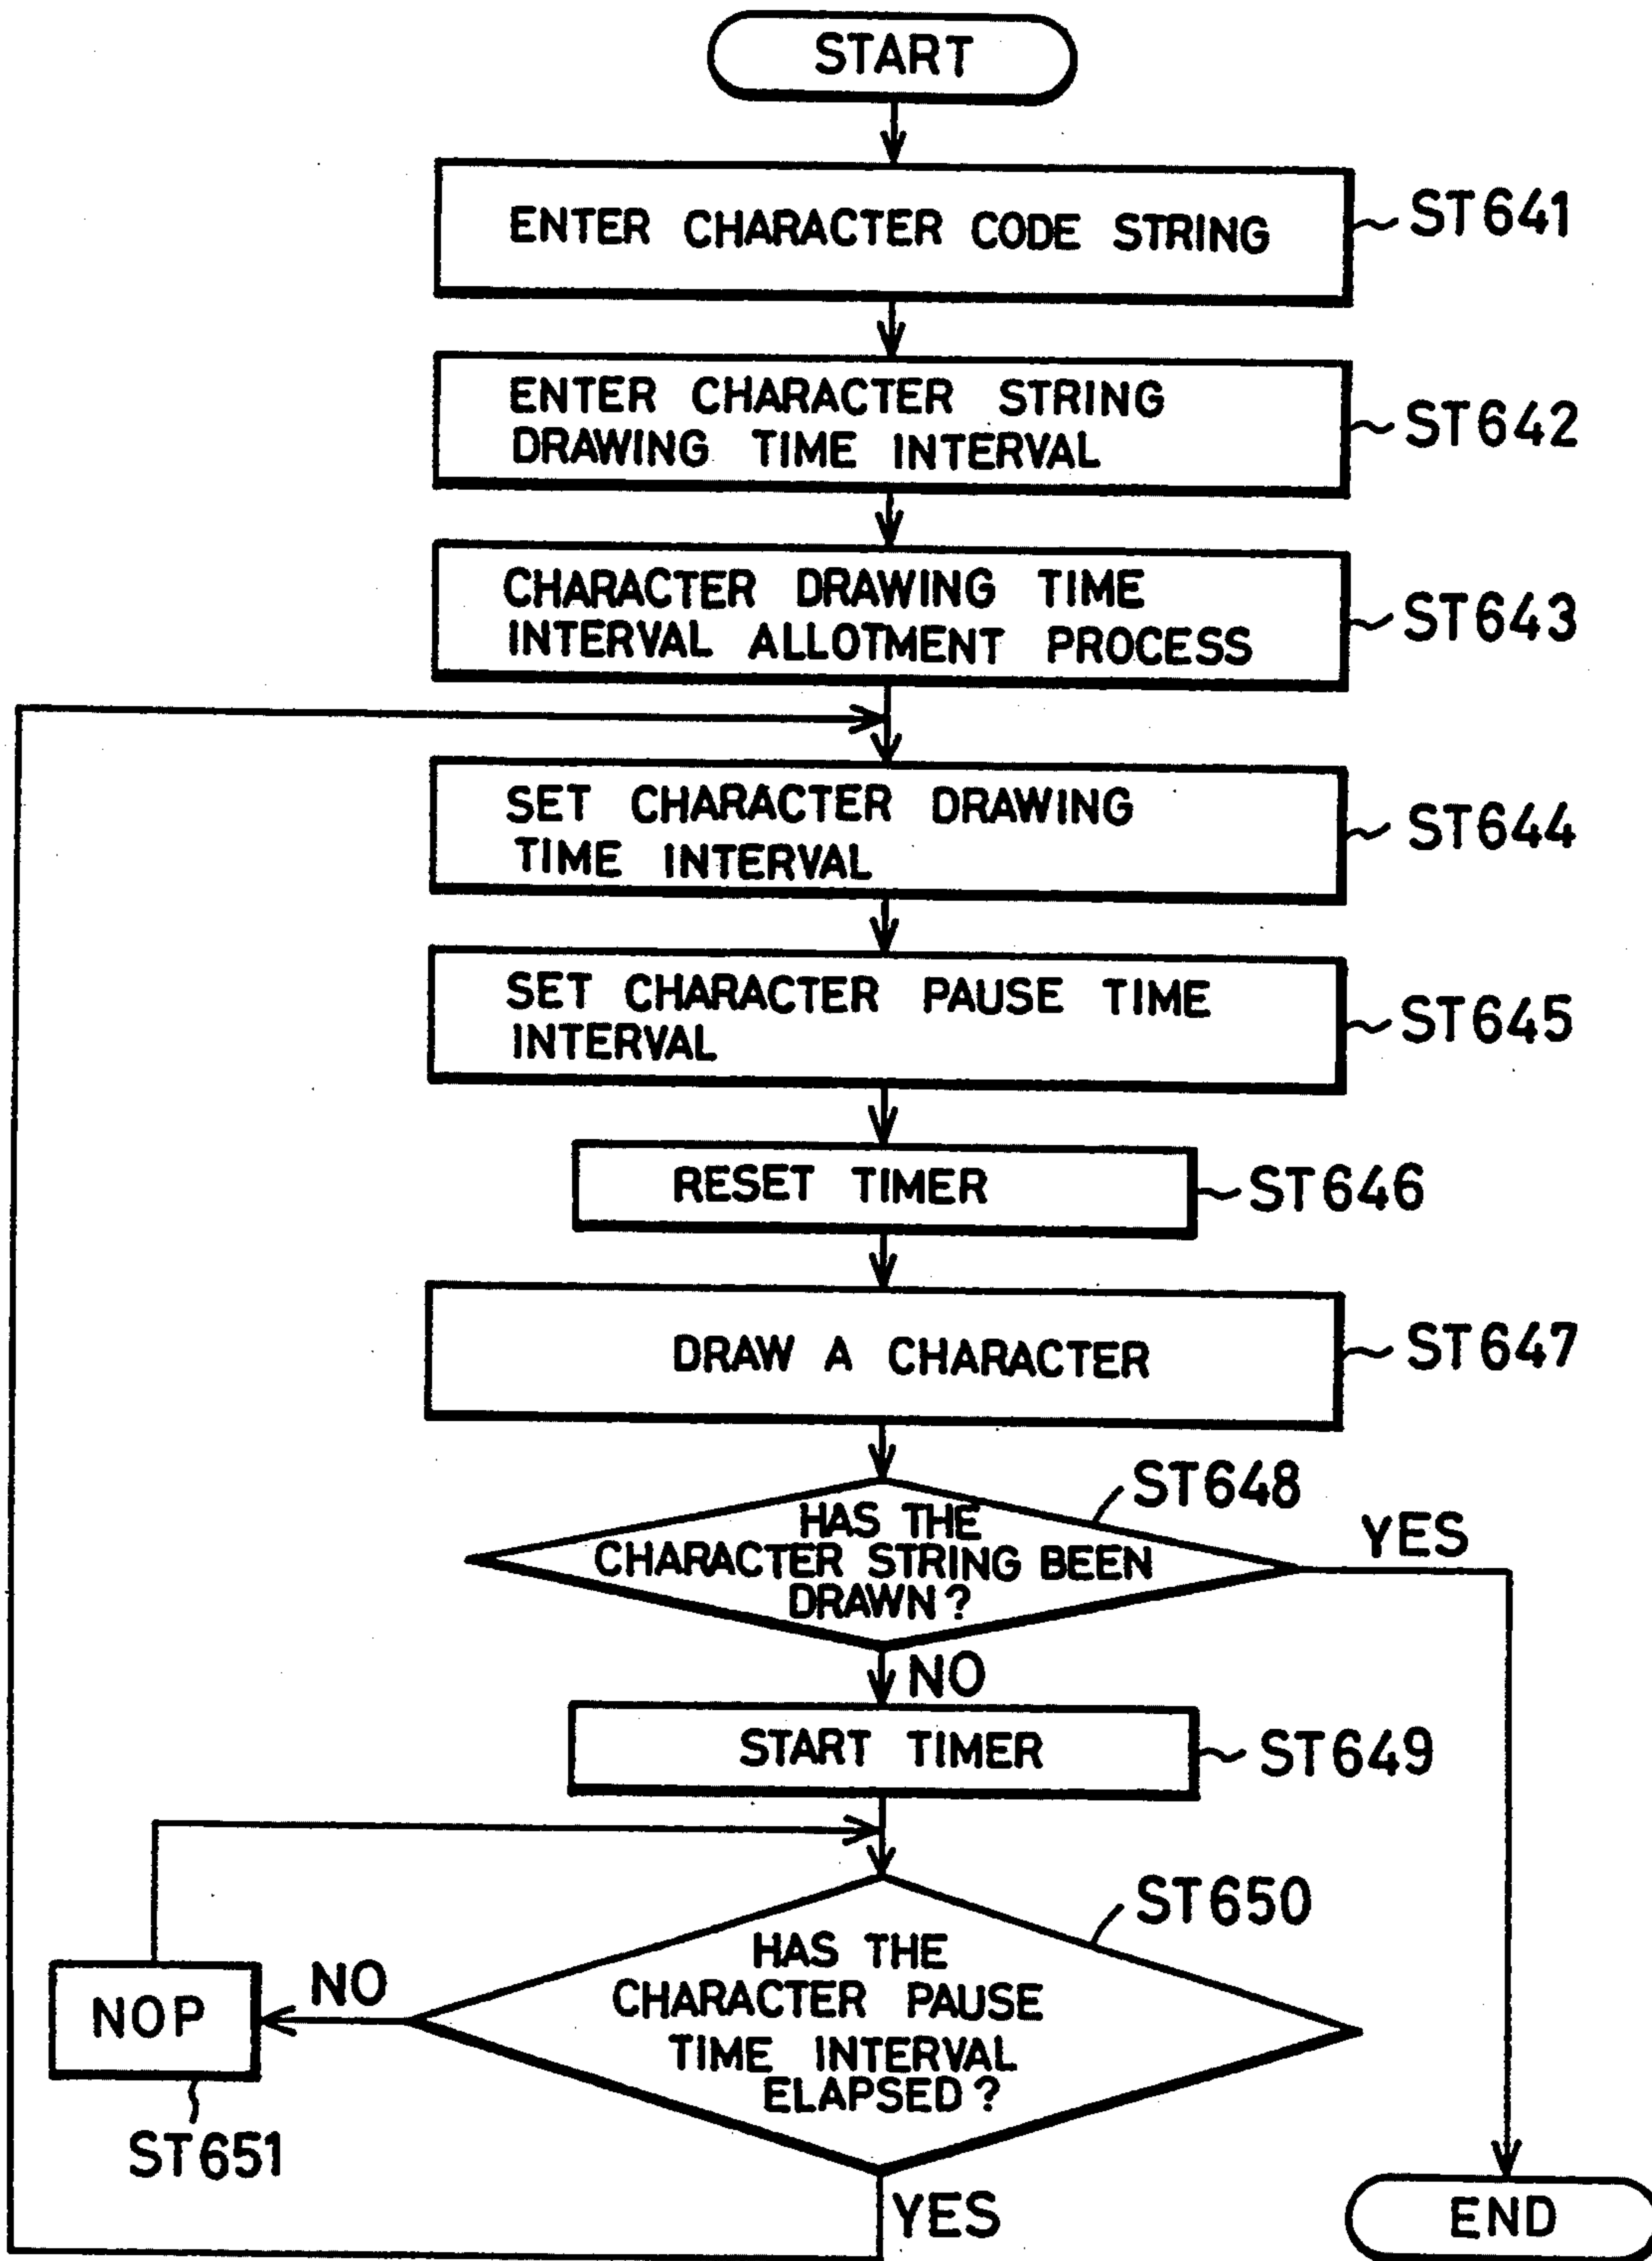 START
ENTER CHARACTER CODE STRING
ST641
ENTER CHARACTER STRING
DRAWING TIME INTERVAL
ST642
CHARACTER DRAWING TIME
INTERVAL ALLOTMENT PROCESS
ST643
SET CHARACTER DRAWING
TIME INTERVAL
ST644
SET CHARACTER PAUSE TIME
INTERVAL
ST645
RESET TIMER
ST646
DRAW A CHARACTER
ST647
ST648
HAS THE
CHARACTER STRING BEEN
DRAWN?
YES
NO
START TIMER
ST649
ST650
HAS THE
CHARACTER PAUSE
TIME INTERVAL
ELAPSED?
NO
NOP
ST651
YES
END